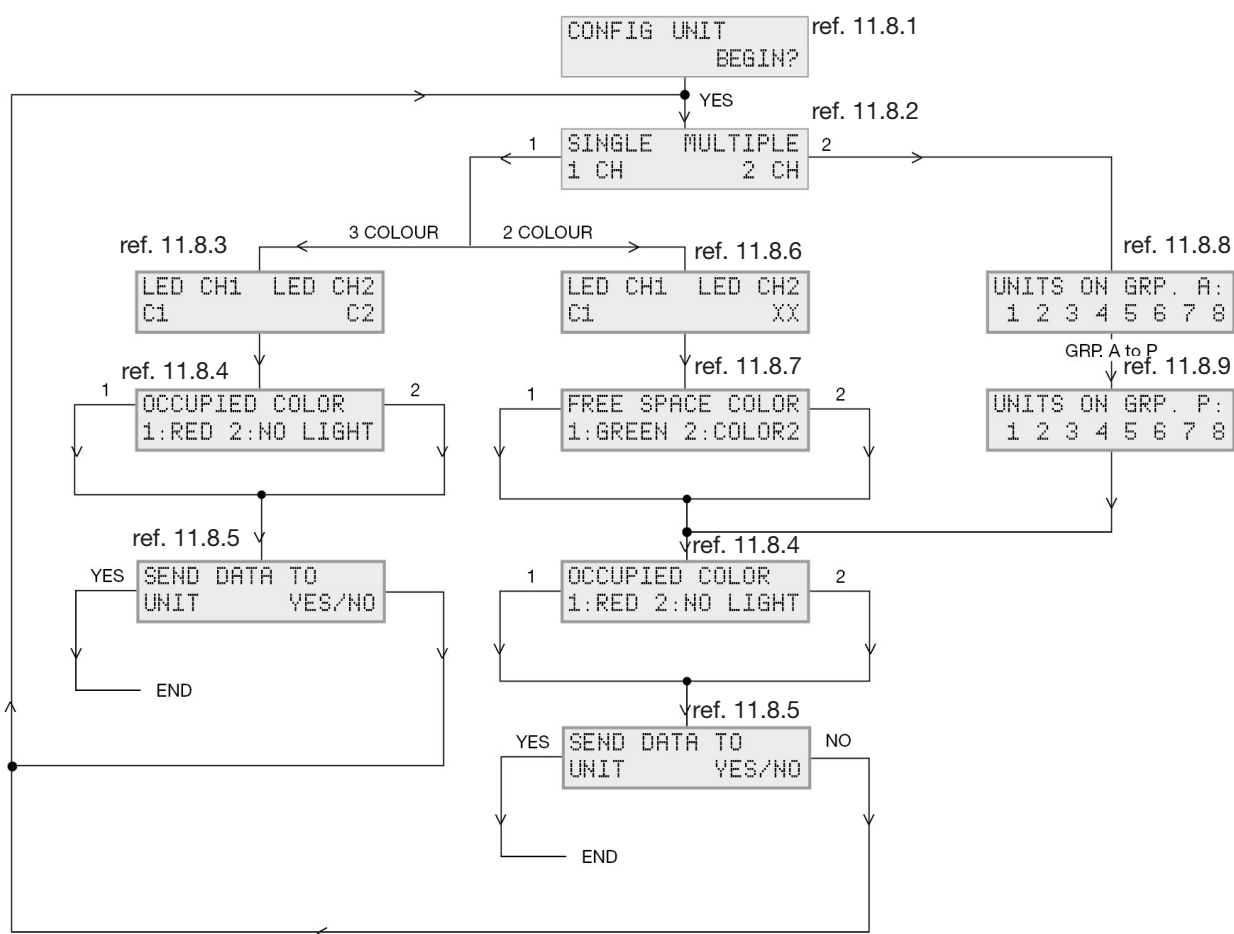 CONFIG UNIT
BEGIN?
ref. 11.8.1
YES
ref. 11.8.2
1
SINGLE MULTIPLE
1 CH 2 CH
2
3 COLOUR
2 COLOUR
ref. 11.8.3
LED CH1 LED CH2
C1 C2
ref. 11.8.6
LED CH1 LED CH2
C1 XX
ref. 11.8.8
UNITS ON GRP. A:
1 2 3 4 5 6 7 8
GRP. A to P
ref. 11.8.4
1
OCCUPIED COLOR
1:RED 2:NO LIGHT
2
ref. 11.8.7
1
FREE SPACE COLOR
1:GREEN 2:COLOR2
2
ref. 11.8.9
UNITS ON GRP. P:
1 2 3 4 5 6 7 8
ref. 11.8.5
YES
SEND DATA TO
UNIT YES/NO
END
ref. 11.8.4
1
OCCUPIED COLOR
1:RED 2:NO LIGHT
2
ref. 11.8.5
YES
SEND DATA TO
UNIT YES/NO
NO
END